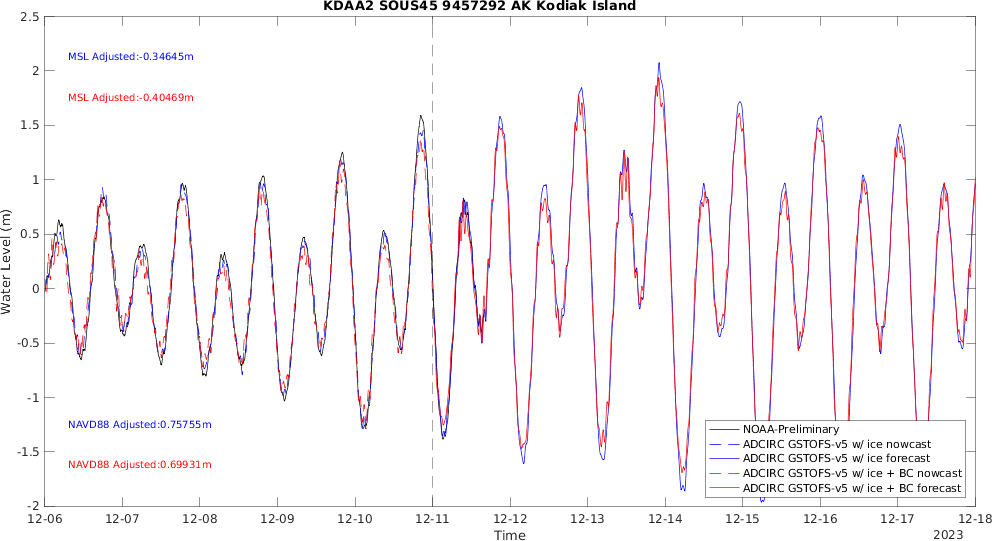 KDAA2 SOUS45 9457292 AK Kodiak Island
Water Level (m)
2.5
2
1.5
1
0.5
0
-0.5
-1
-1.5
-2
MSL Adjusted:-0.34645m
MSL Adjusted:-0.40469m
NAVD88 Adjusted:0.75755m
NAVD88 Adjusted:0.69931m
NOAA-Preliminary
ADCIRC GSTOFS-v5 w/ ice nowcast
ADCIRC GSTOFS-v5 w/ ice forecast
ADCIRC GSTOFS-v5 w/ ice + BC nowcast
ADCIRC GSTOFS-v5 w/ ice + BC forecast
12-06 12-07 12-08 12-09 12-10 12-11 12-12 12-13 12-14 12-15 12-16 12-17 12-18
Time
2023